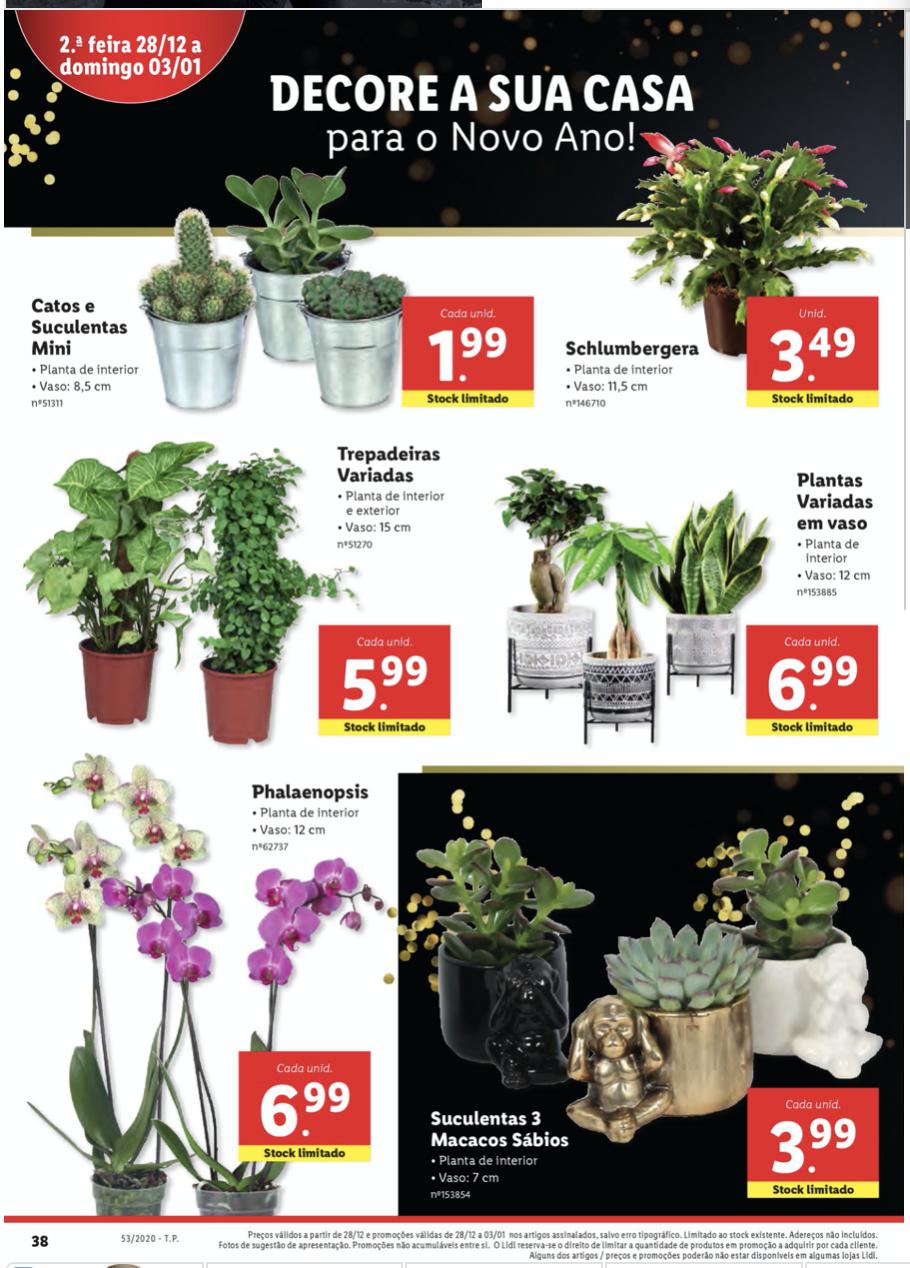 2.ª feira 28/12 a
domingo 03/01
DECORE A SUA CASA
para o Novo Ano!
Catos e
Suculentas
Mini
• Planta de interior
• Vaso: 8,5 cm
nº51311
Cada unid.
1.99
Stock limitado
Schlumbergera
• Planta de interior
• Vaso: 11,5 cm
nº146710
Unid.
3.49
Stock limitado
Trepadeiras
Variadas
• Planta de interior
e exterior
• Vaso: 15 cm
nº51270
Cada unid.
5.99
Stock limitado
Plantas
Variadas
em vaso
• Planta de
interior
• Vaso: 12 cm
nº153885
Cada unid.
6.99
Stock limitado
Phalaenopsis
• Planta de interior
• Vaso: 12 cm
nº62737
Cada unid.
6.99
Stock limitado
Suculentas 3
Macacos Sábios
• Planta de interior
• Vaso: 7 cm
nº153854
Cada unid.
3.99
Stock limitado
38
53/2020 - T.P.
Preços válidos a partir de 28/12 e promoções válidas de 28/12 a 03/01 nos artigos assinalados, salvo erro tipográfico. Limitado ao stock existente. Adereços não incluídos.
Fotos de sugestão de apresentação. Promoções não acumuláveis entre si. O Lidl reserva-se o direito de limitar a quantidade de produtos em promoção a adquirir por cada cliente.
Alguns dos artigos / preços e promoções poderão não estar disponíveis em algumas lojas Lidl.